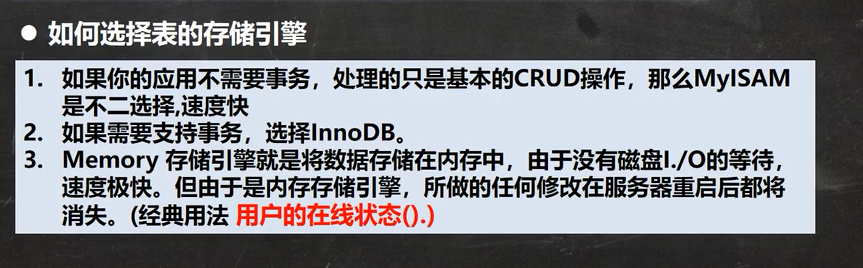 ● 如何选择表的存储引擎
1. 如果你的应用不需要事务，处理的只是基本的CRUD操作，那么MyISAM
是不二选择,速度快
2. 如果需要支持事务，选择InnoDB。
3. Memory 存储引擎就是将数据存储在内存中，由于没有磁盘I./O的等待，
速度极快。但由于是内存存储引擎，所做的任何修改在服务器重启后都将
消失。(经典用法 用户的在线状态().)